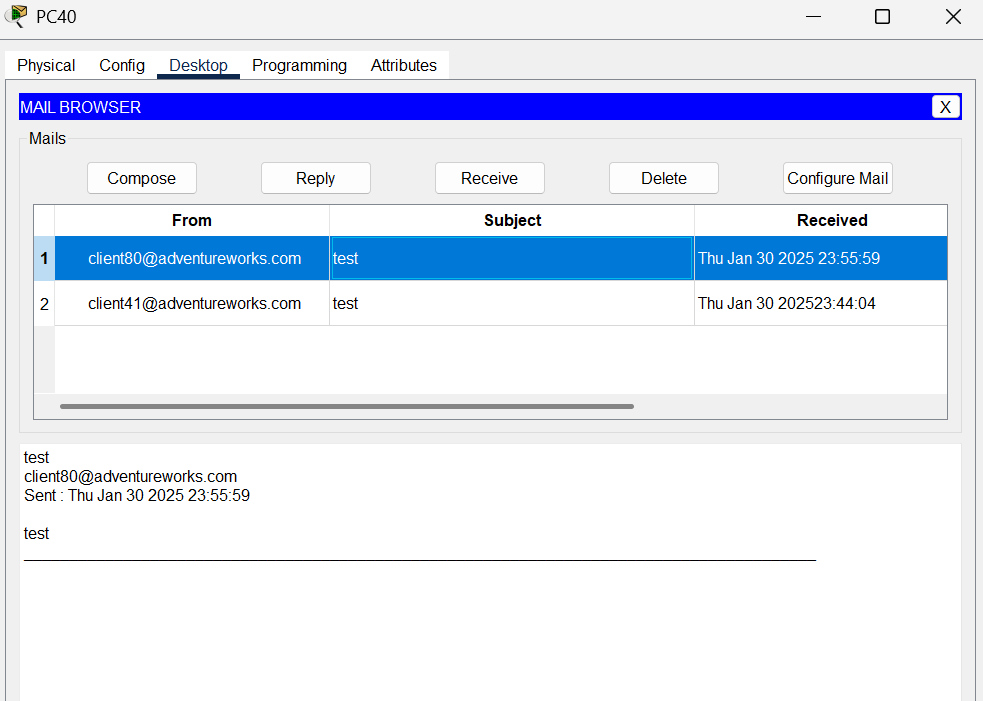 PC40
Physical Config Desktop Programming Attributes
MAIL BROWSER X
Mails
Compose Reply Receive Delete Configure Mail
From Subject Received
1 client80@adventureworks.com test Thu Jan 30 2025 23:55:59
2 client41@adventureworks.com test Thu Jan 30 202523:44:04
test
client80@adventureworks.com
Sent : Thu Jan 30 2025 23:55:59
test